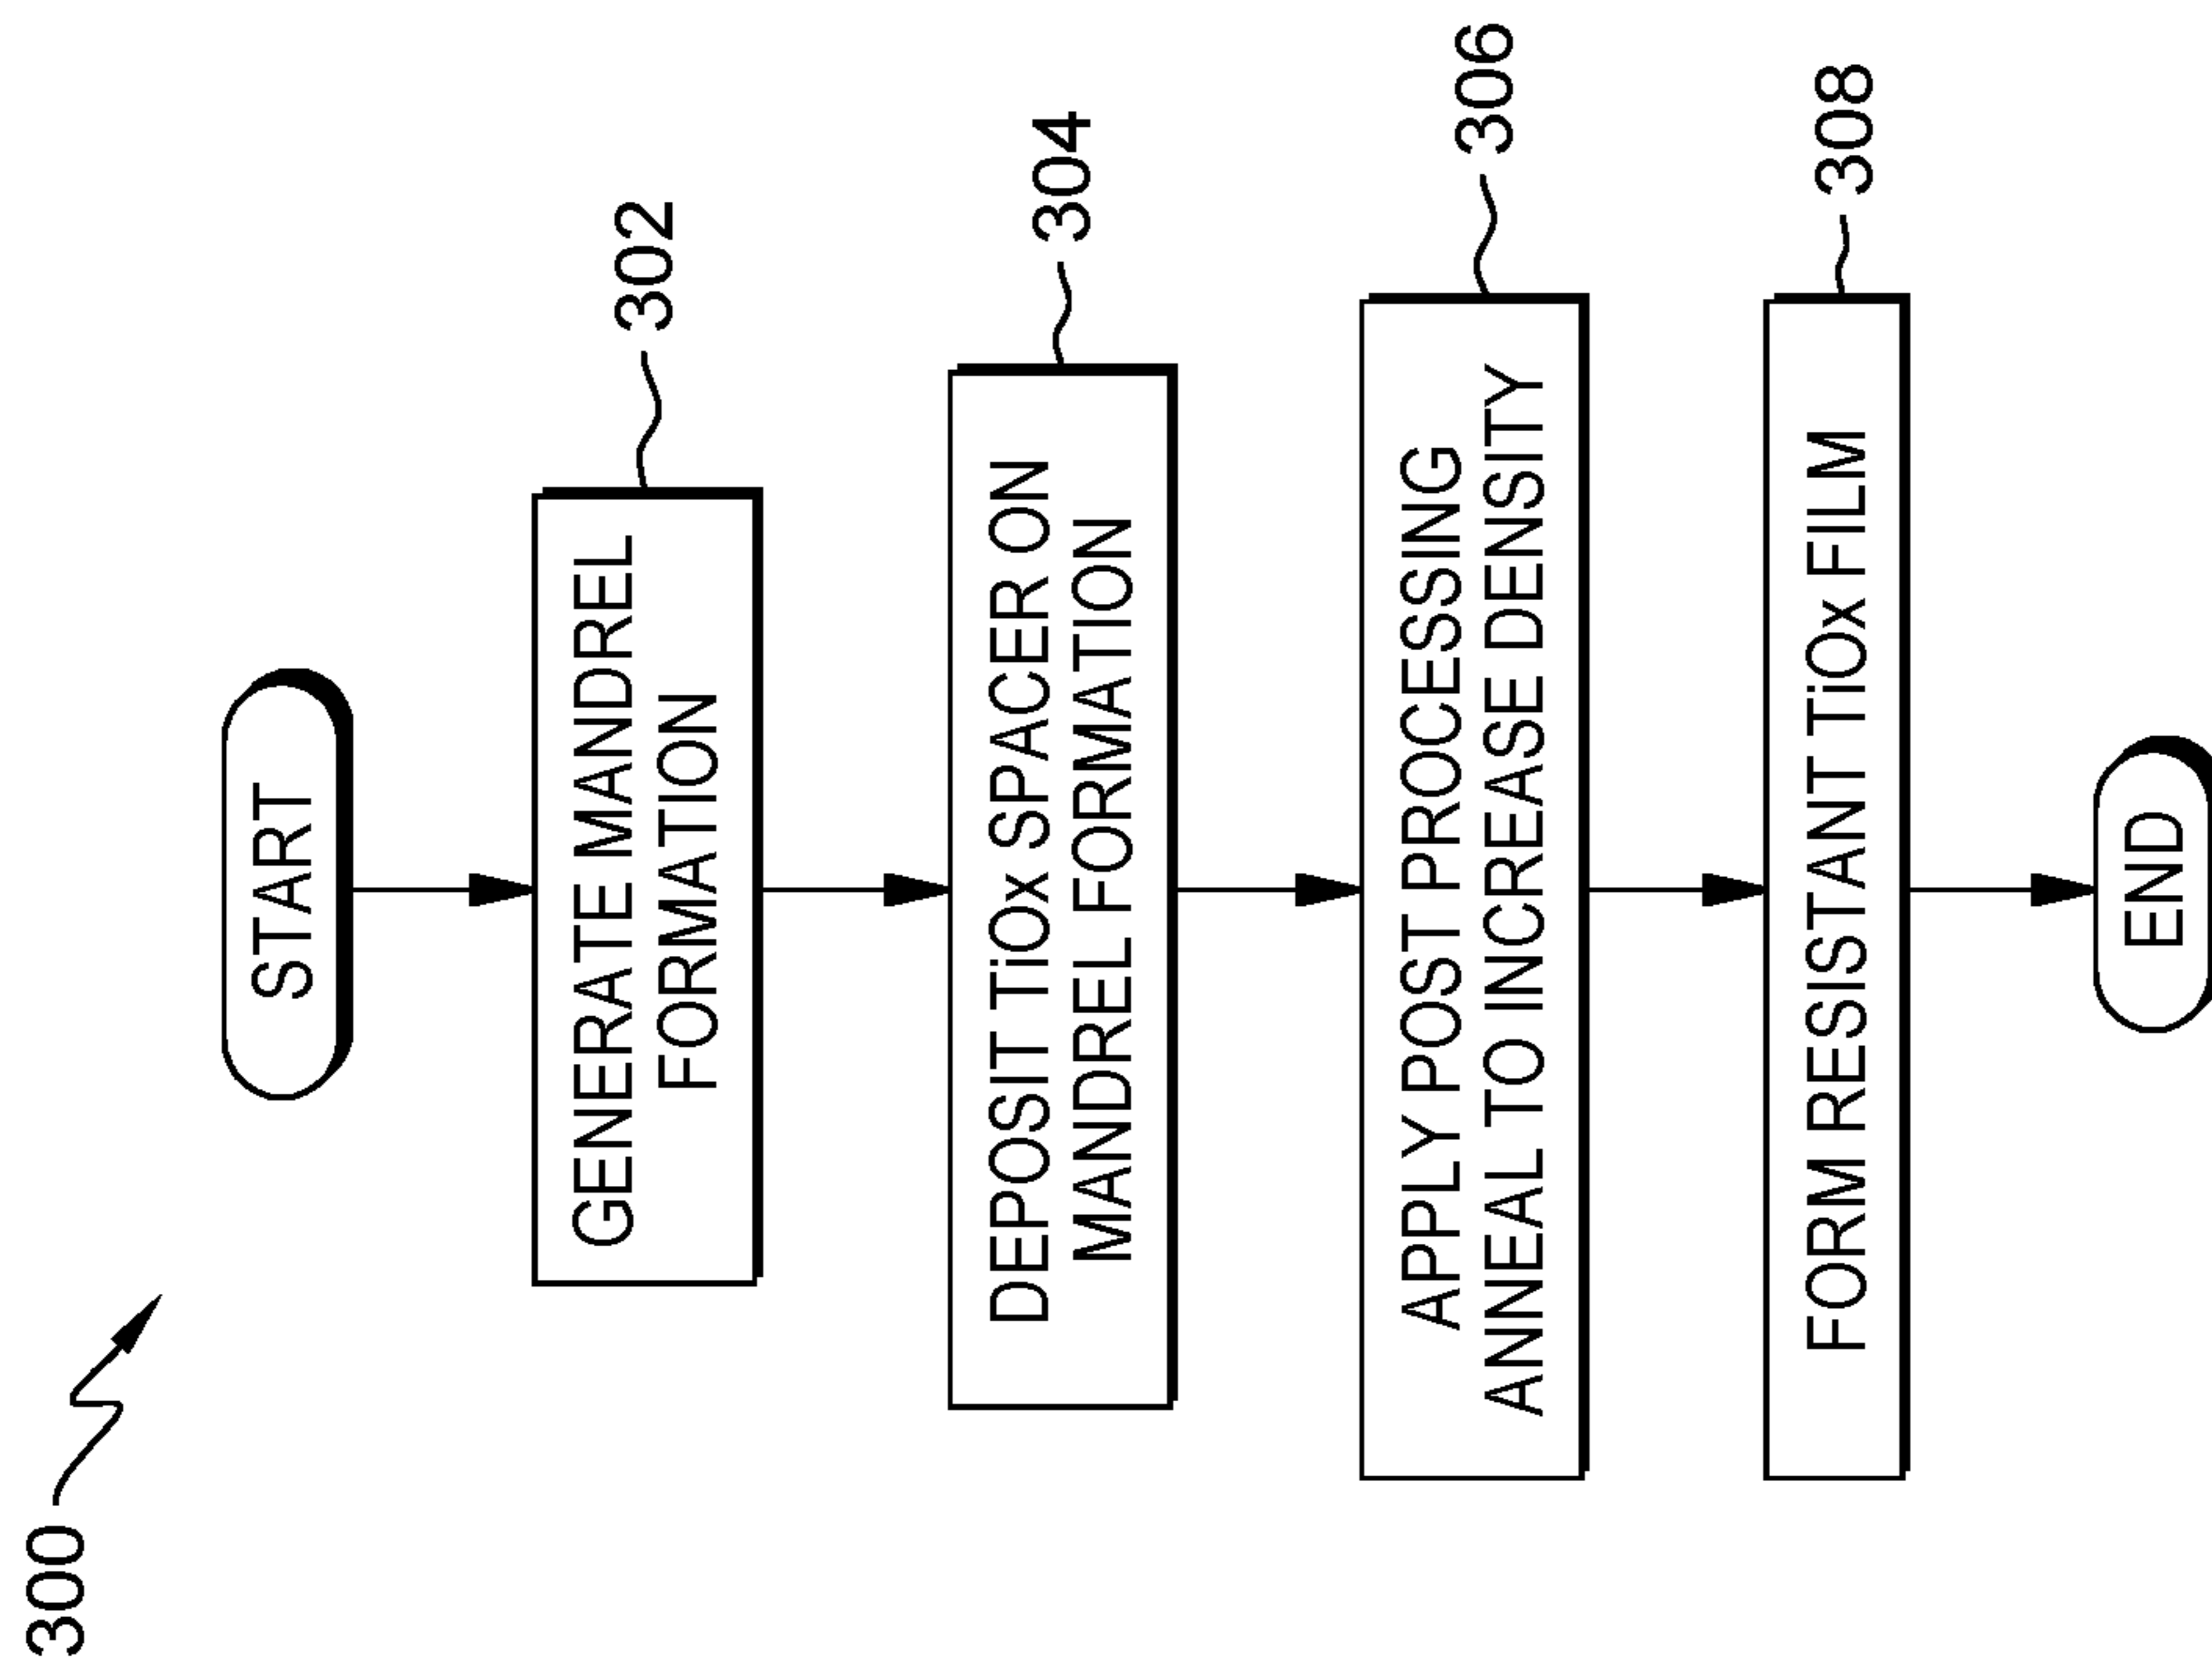 300
START
GENERATE MANDREL
FORMATION
302
DEPOSIT TiOx SPACER ON
MANDREL FORMATION
304
APPLY POST PROCESSING
ANNEAL TO INCREASE DENSITY
306
FORM RESISTANT TiOx FILM
308
END